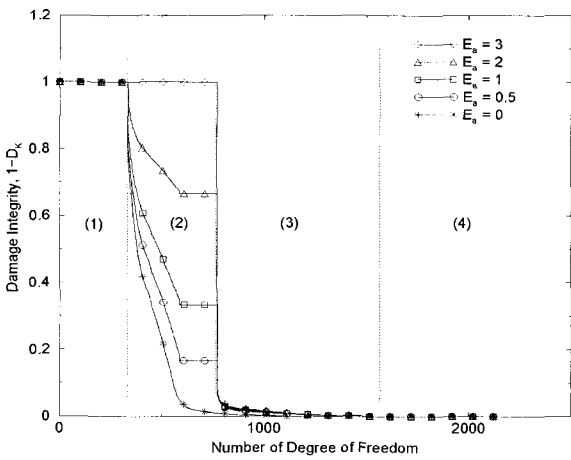 1.2
1
0.8
0.6
0.4
0.2
0
Damage Integrity, 1−D_K
E_a = 3
E_a = 2
E_a = 1
E_a = 0.5
E_a = 0
(1) (2) (3) (4)
0 1000 2000
Number of Degree of Freedom